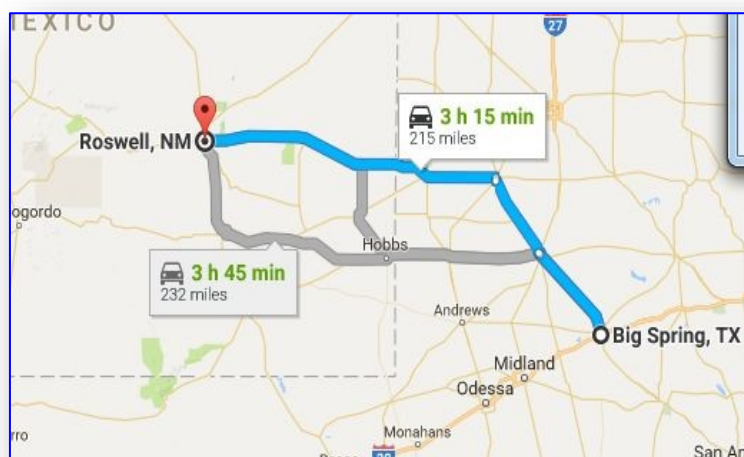 MEXICO
27
3 h 15 min
215 miles
Roswell, NM
ogordo
Hobbs
3 h 45 min
232 miles
Andrews
Big Spring, TX
Midland
Odessa
rro
Monahans
San An